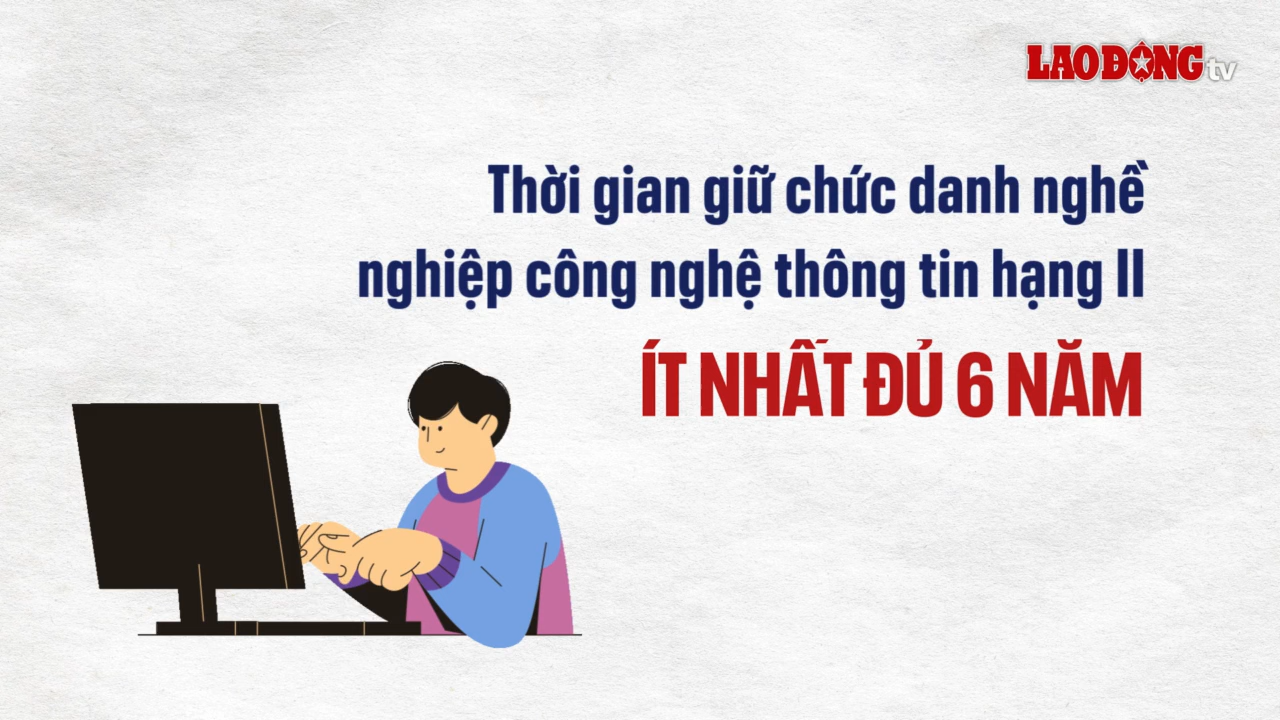 LAO ĐỘNG tv
Thời gian giữ chức danh nghề
nghiệp công nghệ thông tin hạng II
ÍT NHẤT ĐỦ 6 NĂM